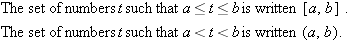 The set of numbers t such that a ≤ t ≤ b is written [a, b] .
The set of numbers t such that a < t < b is written (a, b).